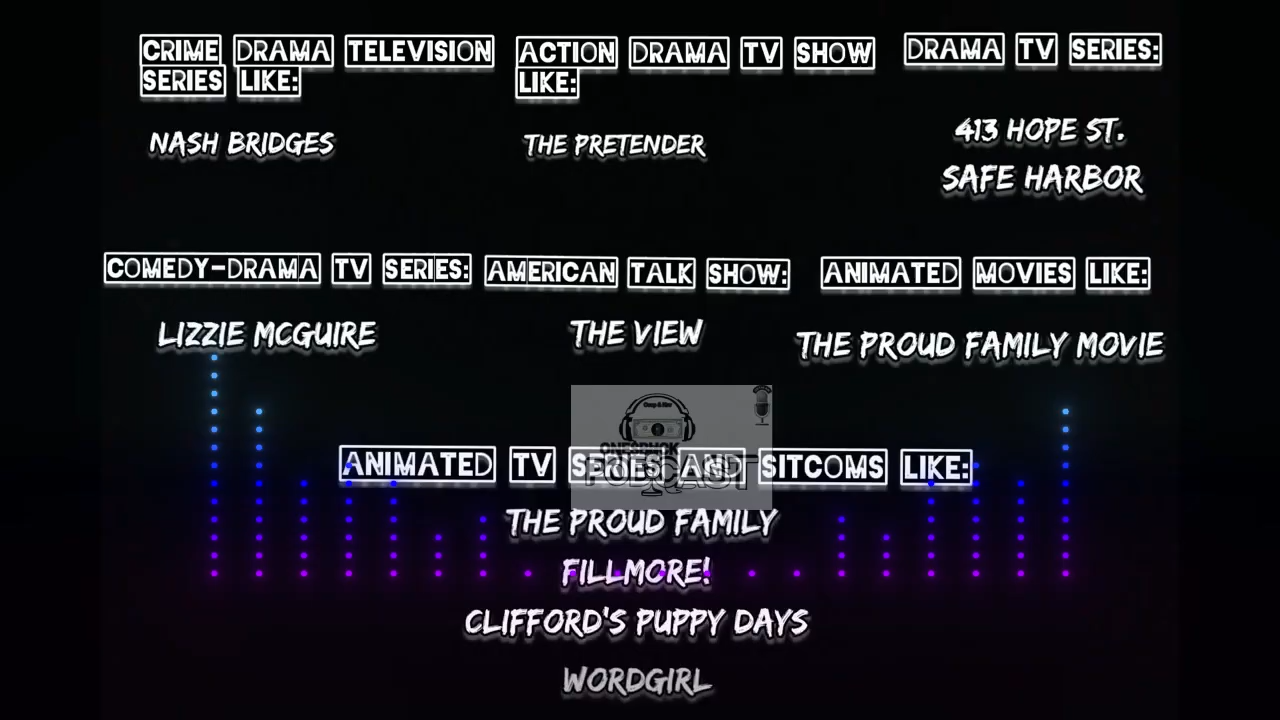 CRIME DRAMA TELEVISION
SERIES LIKE:
NASH BRIDGES
ACTION DRAMA TV SHOW
LIKE:
THE PRETENDER
DRAMA TV SERIES:
413 HOPE ST.
SAFE HARBOR
COMEDY-DRAMA TV SERIES:
LIZZIE MCGUIRE
AMERICAN TALK SHOW:
THE VIEW
ANIMATED MOVIES LIKE:
THE PROUD FAMILY MOVIE
ANIMATED TV SERIES AND SITCOMS LIKE:
THE PROUD FAMILY
FILLMORE!
CLIFFORD'S PUPPY DAYS
WORDGIRL